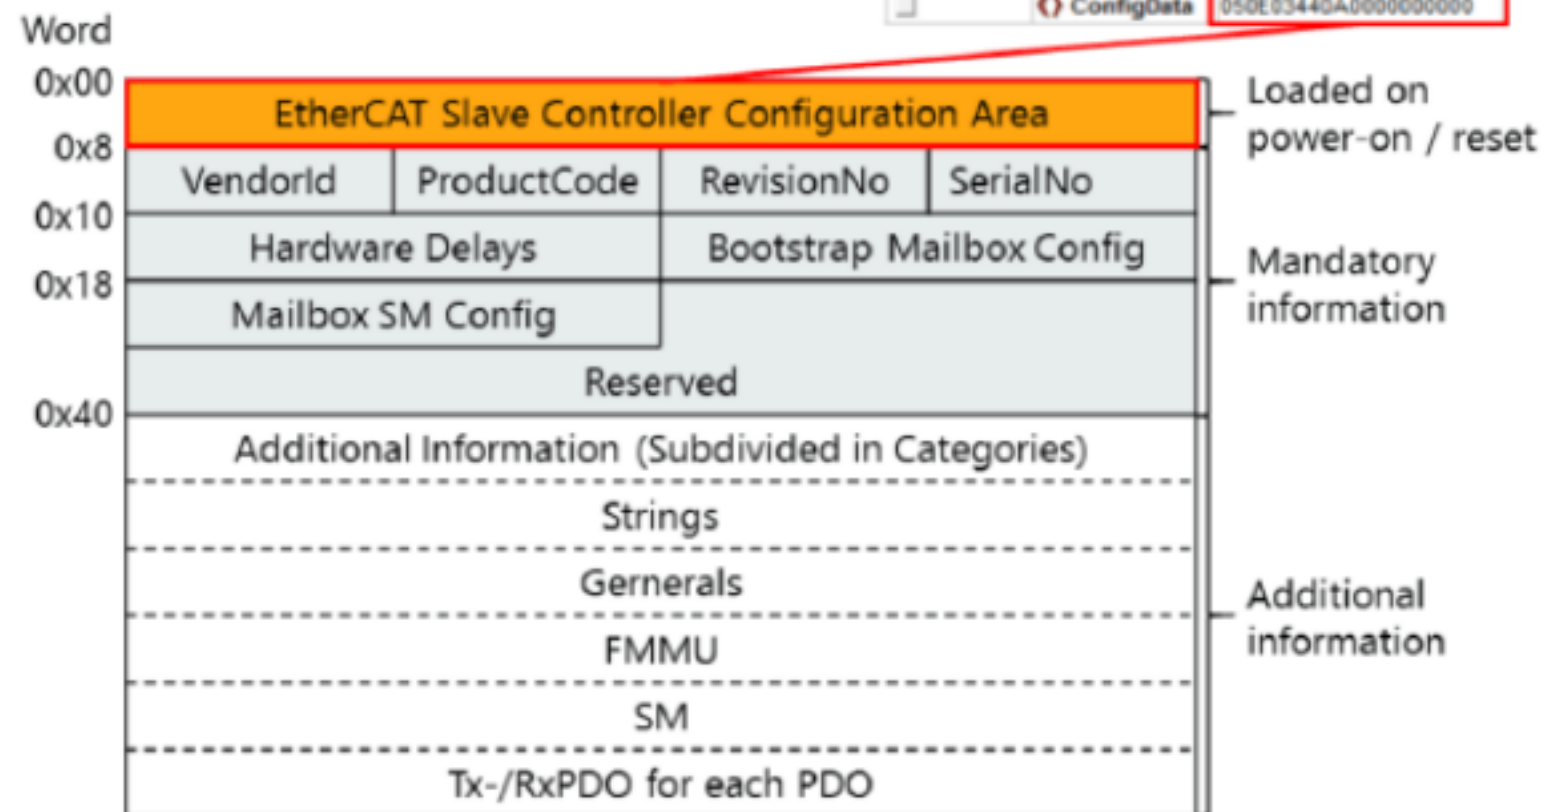 ConfigData 050E03440A0000000000
Word
0x00
EtherCAT Slave Controller Configuration Area
Loaded on
power-on / reset
0x8
VendorId ProductCode RevisionNo SerialNo
0x10
Hardware Delays Bootstrap Mailbox Config
Mandatory
information
0x18
Mailbox SM Config
Reserved
0x40
Additional Information (Subdivided in Categories)
Strings
Gernerals
Additional
information
FMMU
SM
Tx-/RxPDO for each PDO